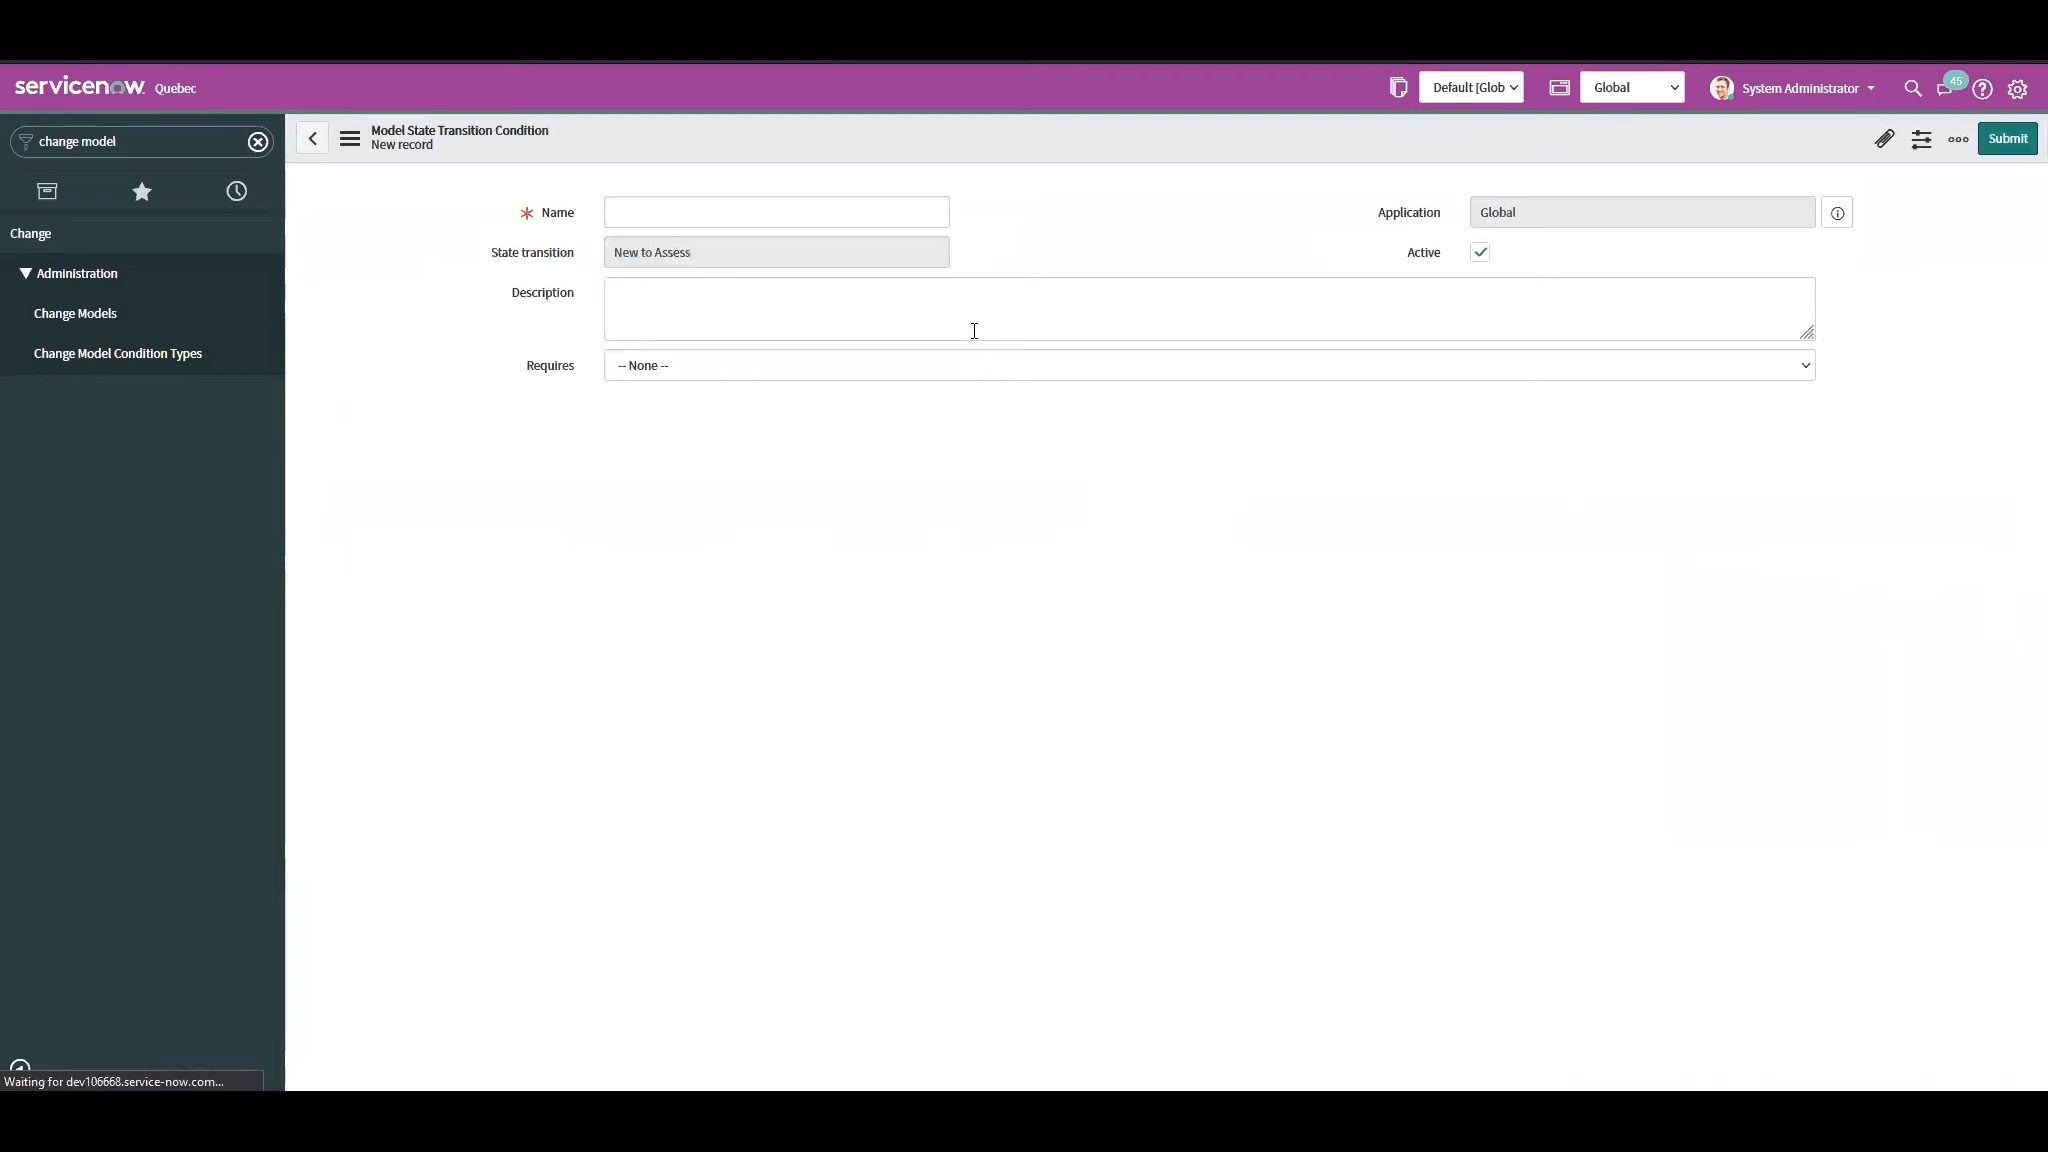 servicenow. Quebec
Default [Glob
Global
System Administrator
45
change model
Model State Transition Condition
New record
Submit
Change
Administration
Change Models
Change Model Condition Types
Name
Application
Global
State transition
New to Assess
Active
Description
Requires
-- None --
Waiting for dev106668.service-now.com...